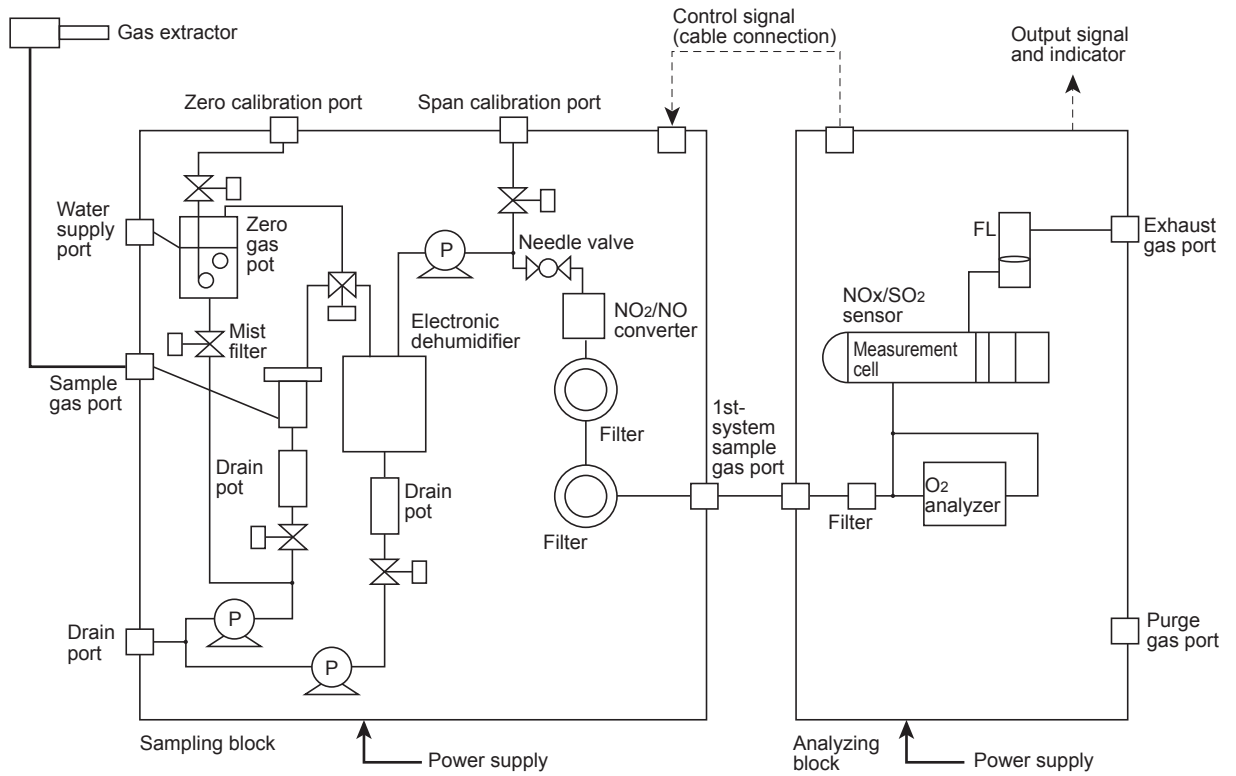 Gas extractor
Control signal
(cable connection)
Output signal
and indicator
Zero calibration port
Span calibration port
Water
supply
port
Zero
gas
pot
P
Needle valve
FL
Exhaust
gas port
NOx/SO2
sensor
Mist
filter
Electronic
dehumidifier
NO2/NO
converter
Measurement
cell
Sample
gas port
Filter
1st-
system
sample
gas port
Drain
pot
Drain
pot
O2
analyzer
Filter
Filter
P
Drain
port
P
Purge
gas port
Sampling block
Power supply
Analyzing
block
Power supply